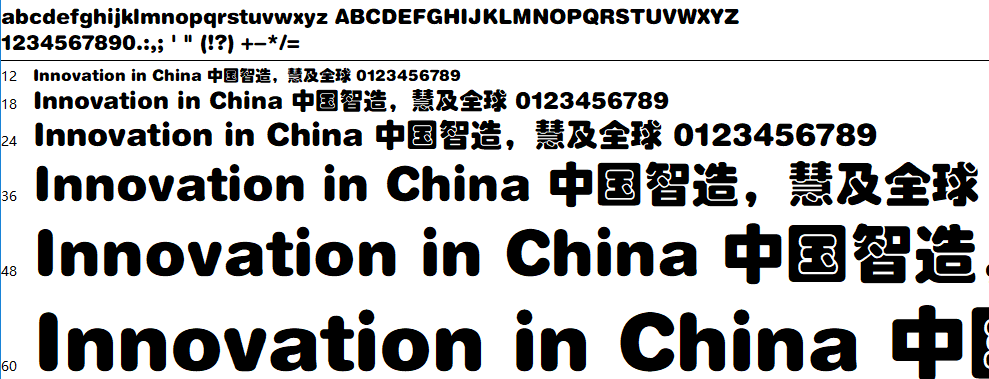 abcdefghijklmnopqrstuvwxyz ABCDEFGHIJKLMNOPQRSTUVWXYZ
1234567890.:,; ' " (!?) +-*/=
12 Innovation in China 中国智造，慧及全球 0123456789
18 Innovation in China 中国智造，慧及全球 0123456789
24 Innovation in China 中国智造，慧及全球 0123456789
36 Innovation in China 中国智造，慧及全球
48 Innovation in China 中国智造，
60 Innovation in China 中